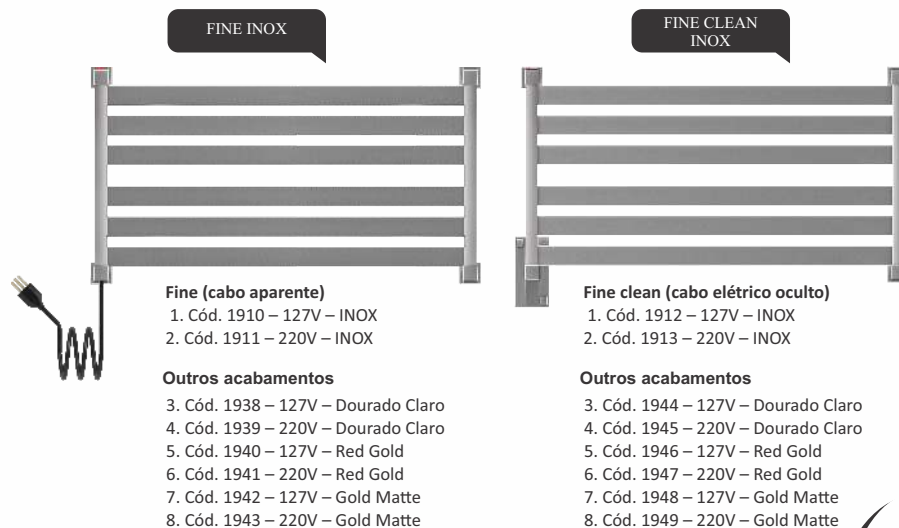 FINE INOX
Fine (cabo aparente)
1. Cód. 1910 – 127V – INOX
2. Cód. 1911 – 220V – INOX
Outros acabamentos
3. Cód. 1938 – 127V – Dourado Claro
4. Cód. 1939 – 220V – Dourado Claro
5. Cód. 1940 – 127V – Red Gold
6. Cód. 1941 – 220V – Red Gold
7. Cód. 1942 – 127V – Gold Matte
8. Cód. 1943 – 220V – Gold Matte
FINE CLEAN
INOX
Fine clean (cabo elétrico oculto)
1. Cód. 1912 – 127V – INOX
2. Cód. 1913 – 220V – INOX
Outros acabamentos
3. Cód. 1944 – 127V – Dourado Claro
4. Cód. 1945 – 220V – Dourado Claro
5. Cód. 1946 – 127V – Red Gold
6. Cód. 1947 – 220V – Red Gold
7. Cód. 1948 – 127V – Gold Matte
8. Cód. 1949 – 220V – Gold Matte